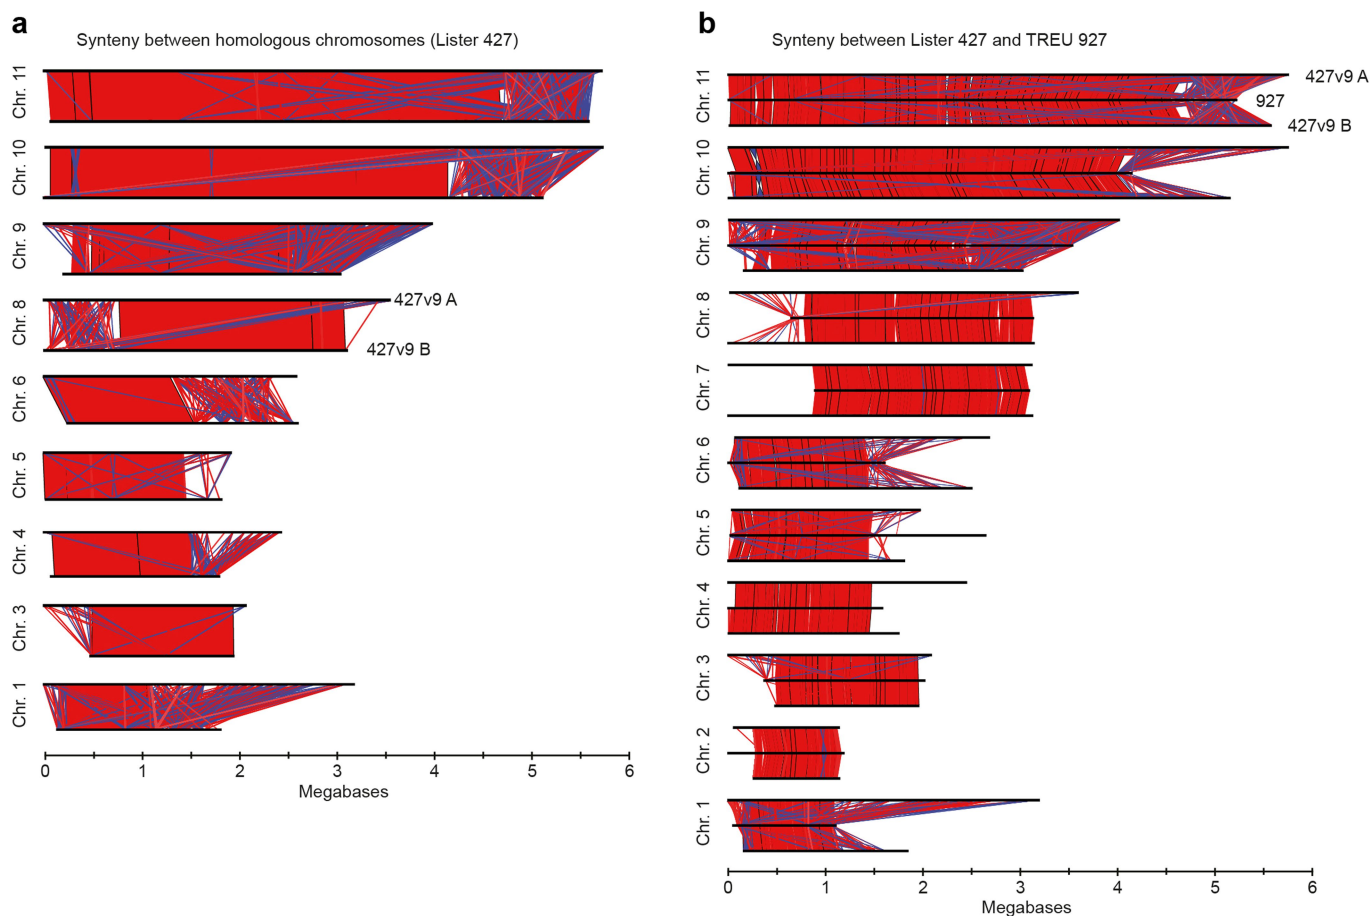 a
Synteny between homologous chromosomes (Lister 427)
Chr. 11
Chr. 10
Chr. 9
Chr. 8
427v9 A
427v9 B
Chr. 6
Chr. 5
Chr. 4
Chr. 3
Chr. 1
0 1 2 3 4 5 6
Megabases
b
Synteny between Lister 427 and TREU 927
Chr. 11
427v9 A
927
427v9 B
Chr. 10
Chr. 9
Chr. 8
Chr. 7
Chr. 6
Chr. 5
Chr. 4
Chr. 3
Chr. 2
Chr. 1
0 1 2 3 4 5 6
Megabases